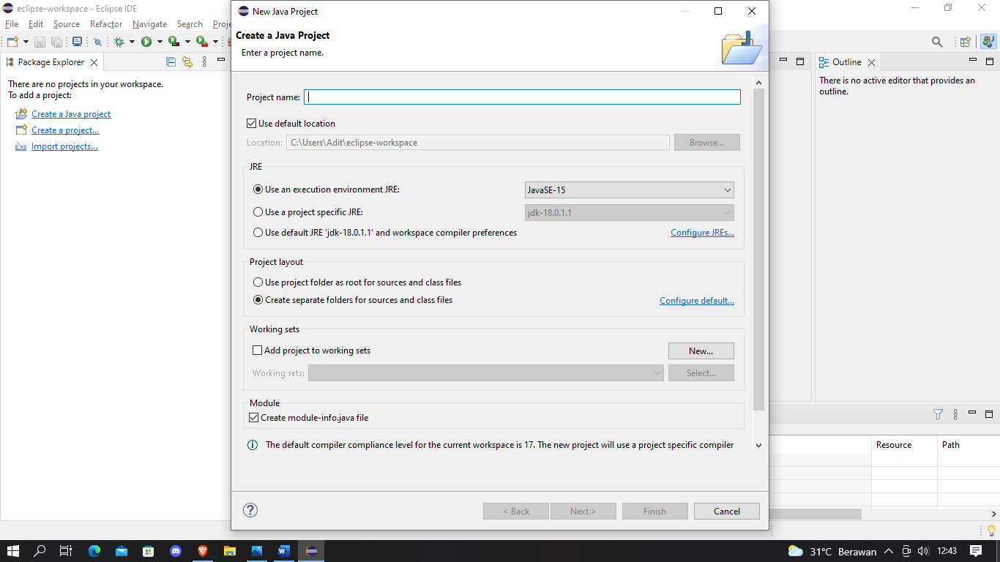 eclipse-workspace - Eclipse IDE
File Edit Source Refactor Navigate Search Proje
Package Explorer
There are no projects in your workspace.
To add a project:
Create a Java project
Create a project...
Import projects...
New Java Project
Create a Java Project
Enter a project name.
Project name:
Use default location
Location: C:\Users\Adit\eclipse-workspace Browse...
JRE
Use an execution environment JRE: JavaSE-15
Use a project specific JRE: jdk-18.0.1.1
Use default JRE 'jdk-18.0.1.1' and workspace compiler preferences Configure JREs...
Project layout
Use project folder as root for sources and class files
Create separate folders for sources and class files Configure default...
Working sets
Add project to working sets New...
Working sets: Select...
Module
Create module-info.java file
The default compiler compliance level for the current workspace is 17. The new project will use a project specific compiler
< Back Next > Finish Cancel
Outline
There is no active editor that provides an
outline.
Resource Path
31°C Berawan 12:43